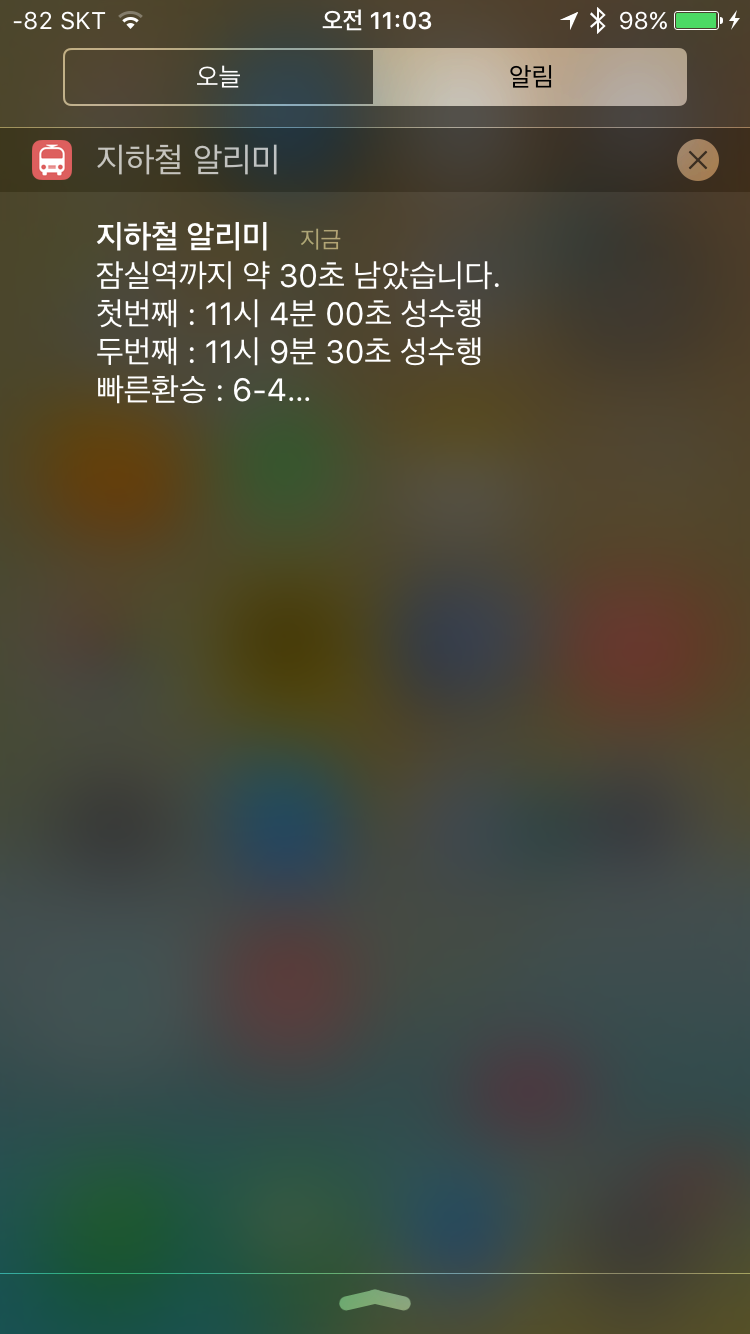 -82 SKT 오전 11:03 98%
오늘 알림
지하철 알리미
지하철 알리미 지금
잠실역까지 약 30초 남았습니다.
첫번째 : 11시 4분 00초 성수행
두번째 : 11시 9분 30초 성수행
빠른환승 : 6-4...